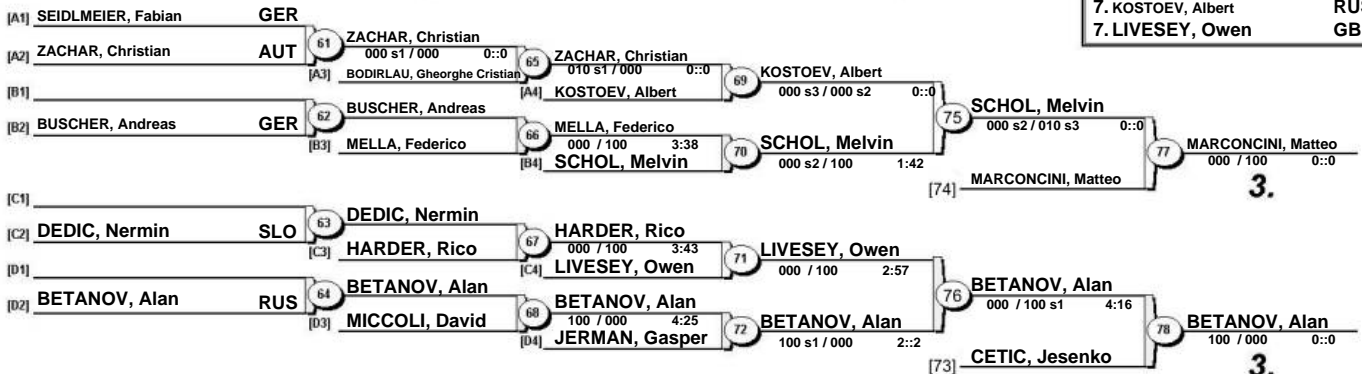 7. KOSTOEV, Albert RUS
7. LIVESEY, Owen GB
[A1] SEIDLMEIER, Fabian GER
[A2] ZACHAR, Christian AUT
61 ZACHAR, Christian
000 s1 / 000 0::0
[A3] BODIRLAU, Gheorghe Cristian
65 ZACHAR, Christian
010 s1 / 000 0::0
[A4] KOSTOEV, Albert
69 KOSTOEV, Albert
000 s3 / 000 s2 0::0
[B1]
[B2] BUSCHER, Andreas GER
62 BUSCHER, Andreas
[B3] MELLA, Federico
66 MELLA, Federico
000 / 100 3:38
[B4] SCHOL, Melvin
70 SCHOL, Melvin
000 s2 / 100 1:42
75 SCHOL, Melvin
000 s2 / 010 s3 0::0
[74] MARCONCINI, Matteo
77 MARCONCINI, Matteo
000 / 100 0::0
3.
[C1]
[C2] DEDIC, Nermin SLO
63 DEDIC, Nermin
[C3] HARDER, Rico
67 HARDER, Rico
000 / 100 3:43
[C4] LIVESEY, Owen
71 LIVESEY, Owen
000 / 100 2:57
[D1]
[D2] BETANOV, Alan RUS
64 BETANOV, Alan
[D3] MICCOLI, David
68 BETANOV, Alan
100 / 000 4:25
[D4] JERMAN, Gasper
72 BETANOV, Alan
100 s1 / 000 2::2
76 BETANOV, Alan
000 / 100 s1 4:16
[73] CETIC, Jesenko
78 BETANOV, Alan
100 / 000 0::0
3.